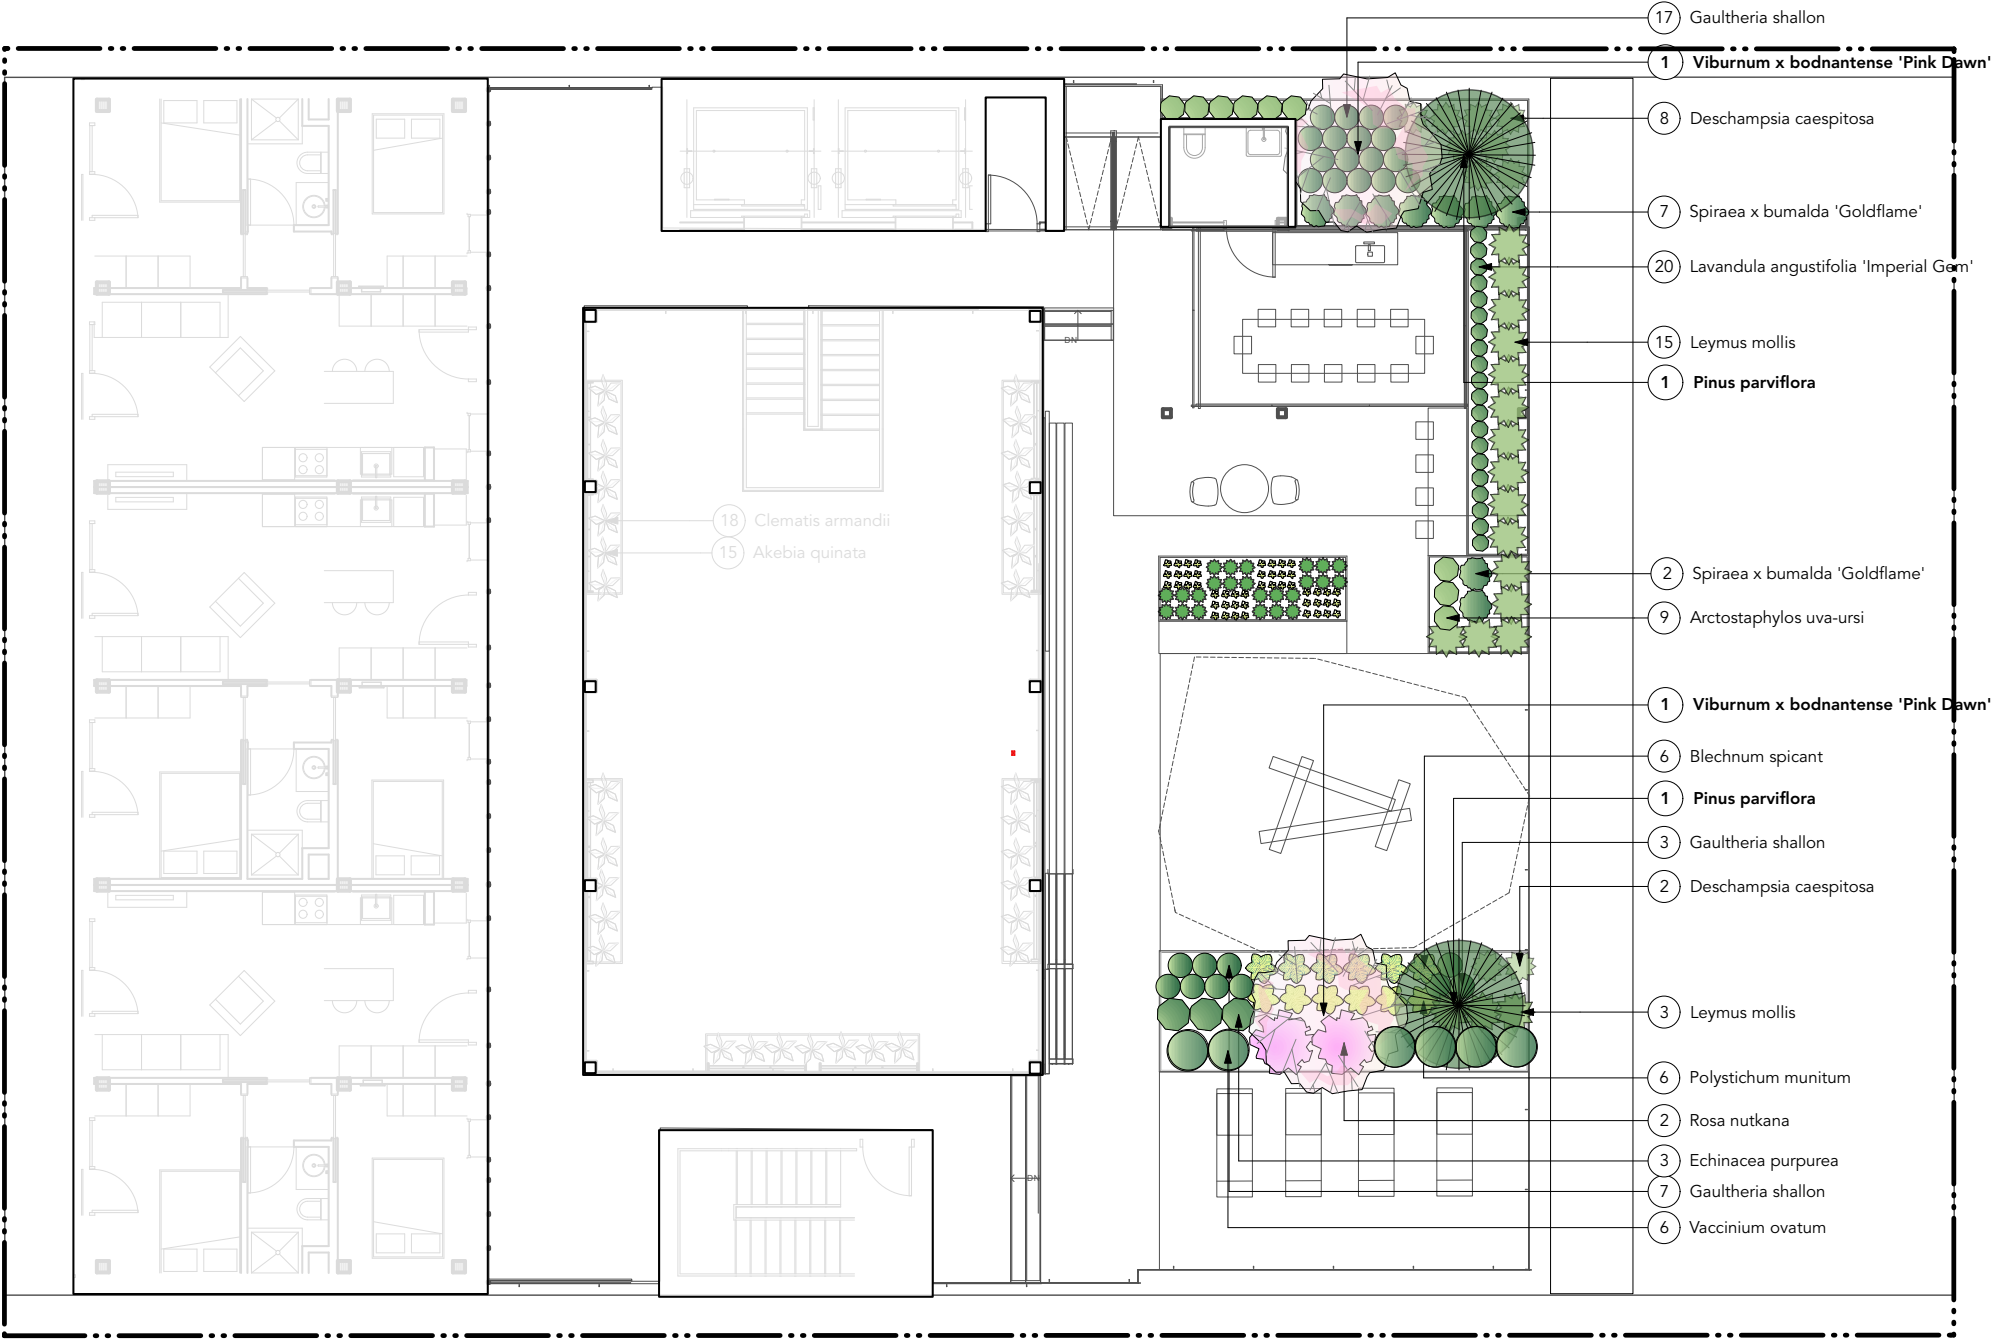 17 Gaultheria shallon
1 Viburnum x bodnantense 'Pink Dawn'
8 Deschampsia caespitosa
7 Spiraea x bumalda 'Goldflame'
20 Lavandula angustifolia 'Imperial Gem'
DN
15 Leymus mollis
1 Pinus parviflora
18 Clematis armandii
15 Akebia quinata
2 Spiraea x bumalda 'Goldflame'
9 Arctostaphylos uva-ursi
1 Viburnum x bodnantense 'Pink Dawn'
6 Blechnum spicant
1 Pinus parviflora
3 Gaultheria shallon
2 Deschampsia caespitosa
3 Leymus mollis
6 Polystichum munitum
2 Rosa nutkana
3 Echinacea purpurea
DN
7 Gaultheria shallon
6 Vaccinium ovatum